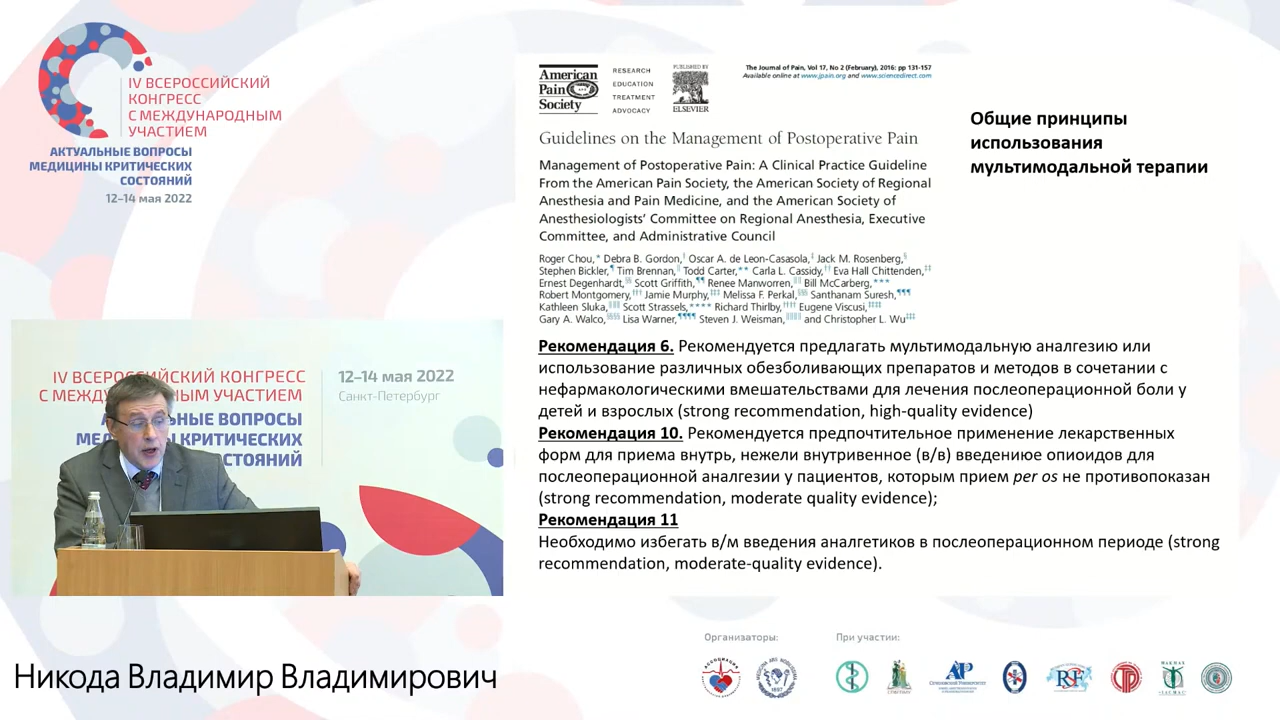 IV ВСЕРОССИЙСКИЙ
КОНГРЕСС
С МЕЖДУНАРОДНЫМ
УЧАСТИЕМ
АКТУАЛЬНЫЕ ВОПРОСЫ
МЕДИЦИНЫ КРИТИЧЕСКИХ
СОСТОЯНИЙ
12–14 мая 2022
American
Pain
Society
RESEARCH
EDUCATION
TREATMENT
ADVOCACY
PUBLISHED BY
ELSEVIER
The Journal of Pain, Vol 17, No 2 (February), 2016: pp 131-157
Available online at www.jpain.org and www.sciencedirect.com
Guidelines on the Management of Postoperative Pain
Management of Postoperative Pain: A Clinical Practice Guideline
From the American Pain Society, the American Society of Regional
Anesthesia and Pain Medicine, and the American Society of
Anesthesiologists' Committee on Regional Anesthesia, Executive
Committee, and Administrative Council
Roger Chou,* Debra B. Gordon,† Oscar A. de Leon-Casasola,‡ Jack M. Rosenberg,§
Stephen Bickler,¶ Tim Brennan,|| Todd Carter,** Carla L. Cassidy,†† Eva Hall Chittenden,‡‡
Ernest Degenhardt,§§ Scott Griffith,¶¶ Renee Manworren,|||| Bill McCarberg,***
Robert Montgomery,††† Jamie Murphy,‡‡‡ Melissa F. Perkal,§§§ Santhanam Suresh,¶¶¶
Kathleen Sluka,|||||| Scott Strassels,**** Richard Thirlby,†††† Eugene Viscusi,‡‡‡‡
Gary A. Walco,§§§§ Lisa Warner,¶¶¶¶ Steven J. Weisman,|||||||| and Christopher L. Wu‡‡‡
Общие принципы
использования
мультимодальной терапии
Рекомендация 6. Рекомендуется предлагать мультимодальную аналгезию или
использование различных обезболивающих препаратов и методов в сочетании с
нефармакологическими вмешательствами для лечения послеоперационной боли у
детей и взрослых (strong recommendation, high-quality evidence)
Рекомендация 10. Рекомендуется предпочтительное применение лекарственных
форм для приема внутрь, нежели внутривенное (в/в) введениюе опиоидов для
послеоперационной аналгезии у пациентов, которым прием per os не противопоказан
(strong recommendation, moderate quality evidence);
Рекомендация 11
Необходимо избегать в/м введения аналгетиков в послеоперационном периоде (strong
recommendation, moderate-quality evidence).
IV ВСЕРОССИЙСКИЙ КОНГРЕСС
С МЕЖДУ ЫМ УЧАСТИЕМ
А ЬНЫЕ ВОПРОСЫ
МЕД Ы КРИТИЧЕСКИХ
СТОЯНИЙ
12–14 мая 2022
Санкт-Петербург
Никода Владимир Владимирович
Организаторы:
При участии: